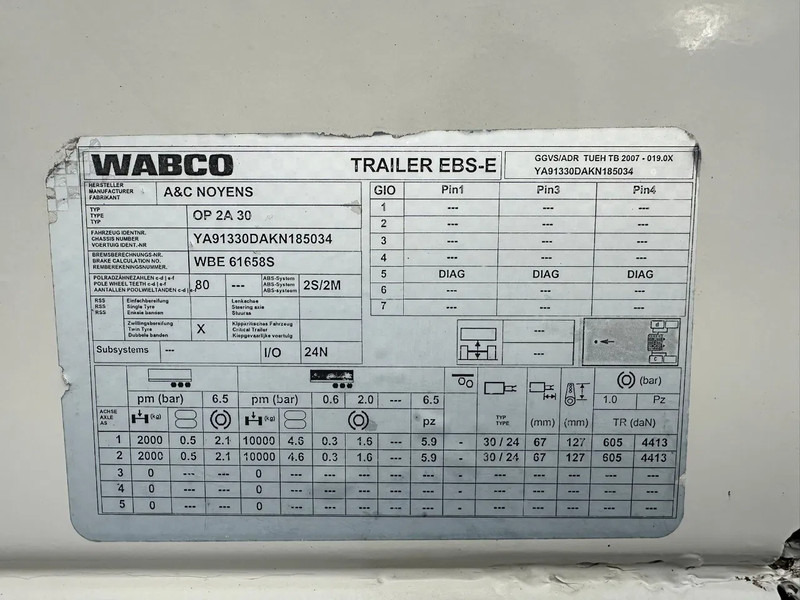 WABCO TRAILER EBS-E GGVS/ADR TUEH TB 2007 - 019.0X
YA91330DAKN185034
HERSTELLER
MANUFACTURER
FABRIKANT
A&C NOYENS
TYP
TYPE
TYP
OP 2A 30
FAHRZEUG IDENTNR.
CHASSIS NUMBER
VOERTUIG IDENT.-NR
YA91330DAKN185034
BREMSBERECHNUNGS-NR.
BRAKE CALCULATION NO.
REMBEREKENINGSNUMMER.
WBE 61658S
POLRADZÄHNEZAHLEN c-d | e-f
POLE WHEEL TEETH c-d | e-f
AANTALLEN POOLWIELTANDEN c-d | e-f
80 ---
ABS-System
ABS-System
ABS-systeem
2S/2M
RSS Einfachbereifung
RSS Single Tyre
RSS Enkele banden
Lenkachse
Steering axle
Stuuras
Zwillingsbereifung
Twin Tyre
Dubbele banden
X
Kippkritisches Fahrzeug
Critical Trailer
Kiepgevaarlijke voertuig
Subsystems --- I/O 24N
GIO Pin1 Pin3 Pin4
1 --- --- ---
2 --- --- ---
3 --- --- ---
4 --- --- ---
5 DIAG DIAG DIAG
6 --- --- ---
7 --- --- ---
---
---
d f
c e
pm (bar) 6.5 pm (bar) 0.6 2.0 --- 6.5 (bar)
1.0 Pz
ACHSE
AXLE
AS
(kg) (kg) pz
TYP
TYPE
(mm) (mm) TR (daN)
1 2000 0.5 2.1 10000 4.6 0.3 1.6 --- 5.9 - 30 / 24 67 127 605 4413
2 2000 0.5 2.1 10000 4.6 0.3 1.6 --- 5.9 - 30 / 24 67 127 605 4413
3 0 --- --- 0 --- --- --- --- --- - --- --- --- --- ---
4 0 --- --- 0 --- --- --- --- --- - --- --- --- --- ---
5 0 --- --- 0 --- --- --- --- --- - --- --- --- --- ---